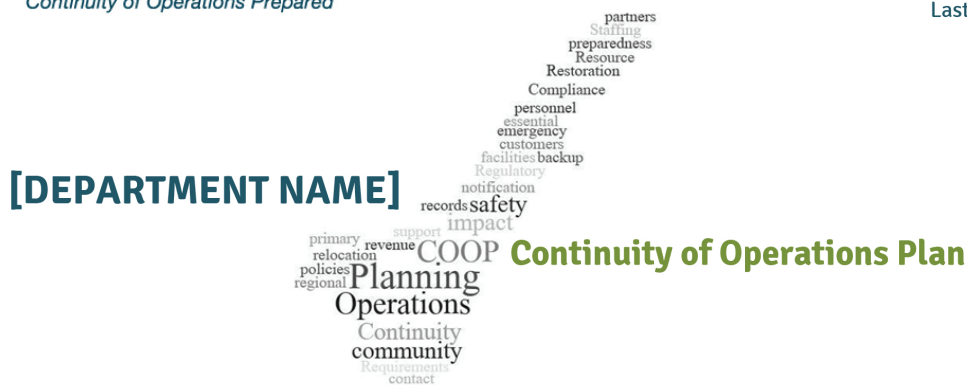 Continuity of Operations Prepared
Last
partners
Staffing
preparedness
Resource
Restoration
Compliance
personnel
essential
emergency
customers
facilities backup
Regulatory
[DEPARTMENT NAME]
notification
records safety
impact
support
primary revenue COOP Continuity of Operations Plan
relocation
policies Planning
regional
Operations
Continuity
community
Requirements
contact